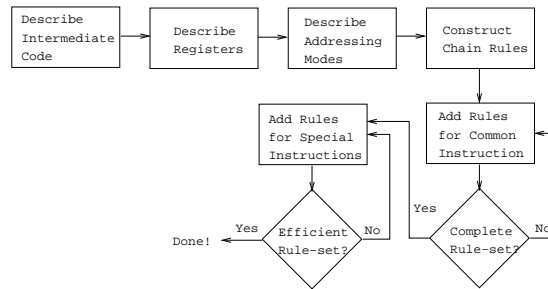 Describe
Intermediate
Code
Describe
Registers
Describe
Addressing
Modes
Construct
Chain Rules
Add Rules
for Special
Instructions
Add Rules
for Common
Instruction
Yes
No
Yes
No
Done!
Efficient
Rule-set?
Complete
Rule-set?